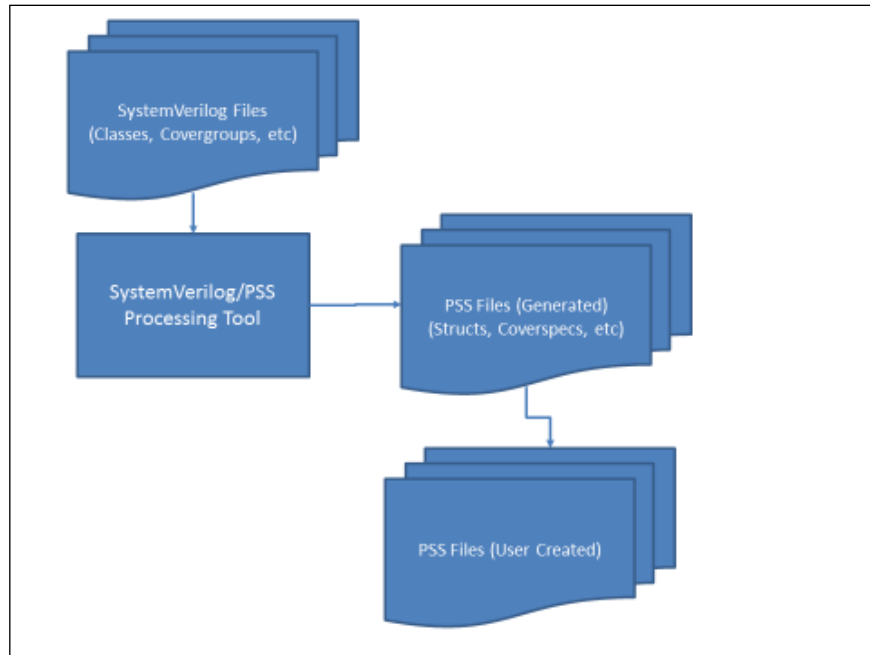 SystemVerilog Files
(Classes, Covergroups, etc)
SystemVerilog/PSS
Processing Tool
PSS Files (Generated)
(Structs, Coverspecs, etc)
PSS Files (User Created)